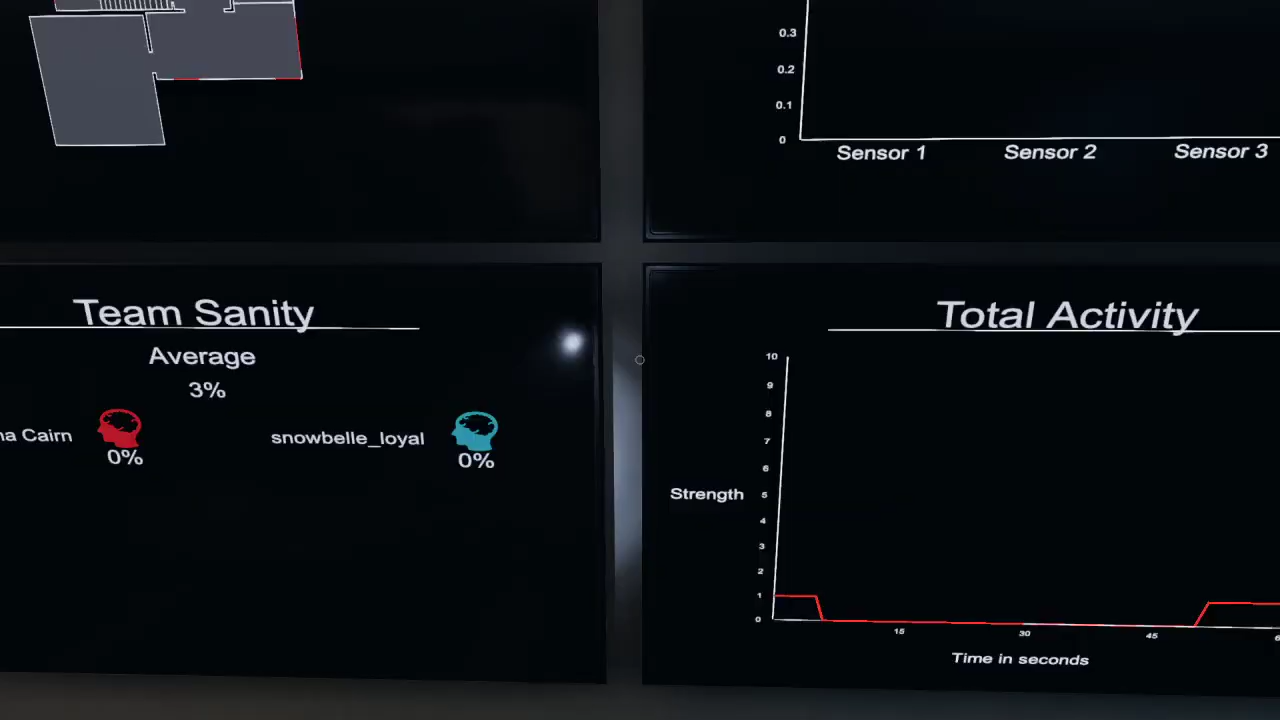 0.3
0.2
0.1
0
Sensor 1 Sensor 2 Sensor 3
Team Sanity
Average
3%
na Cairn
0%
snowbelle_loyal
0%
Total Activity
10
9
8
7
6
Strength 5
4
3
2
1
0
15 30 45
Time in seconds